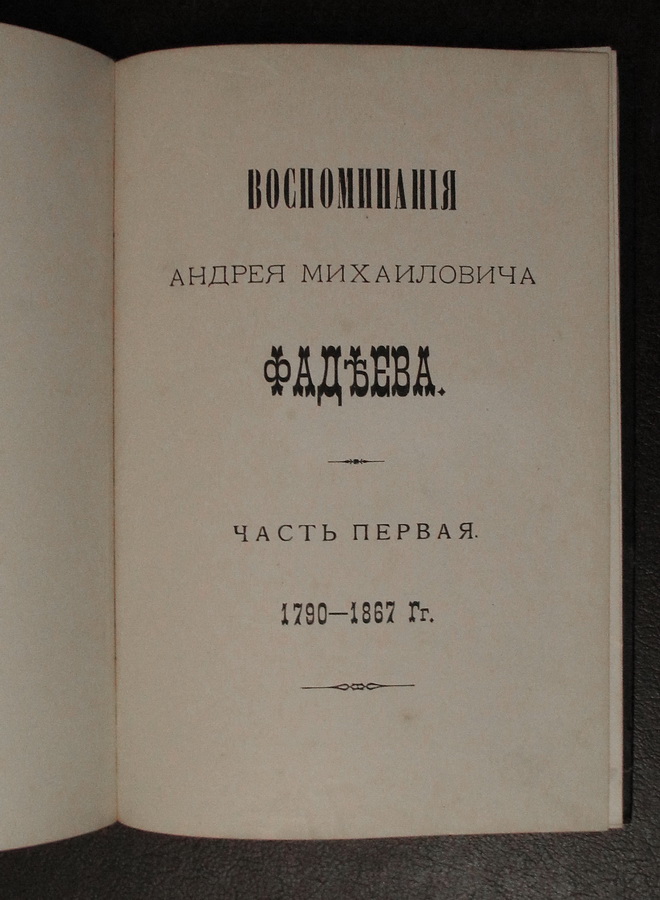 ВОСПОМИНАНІЯ
АНДРЕЯ МИХАИЛОВИЧА
ФАДѢЕВА.
ЧАСТЬ ПЕРВАЯ.
1790—1867 Гг.